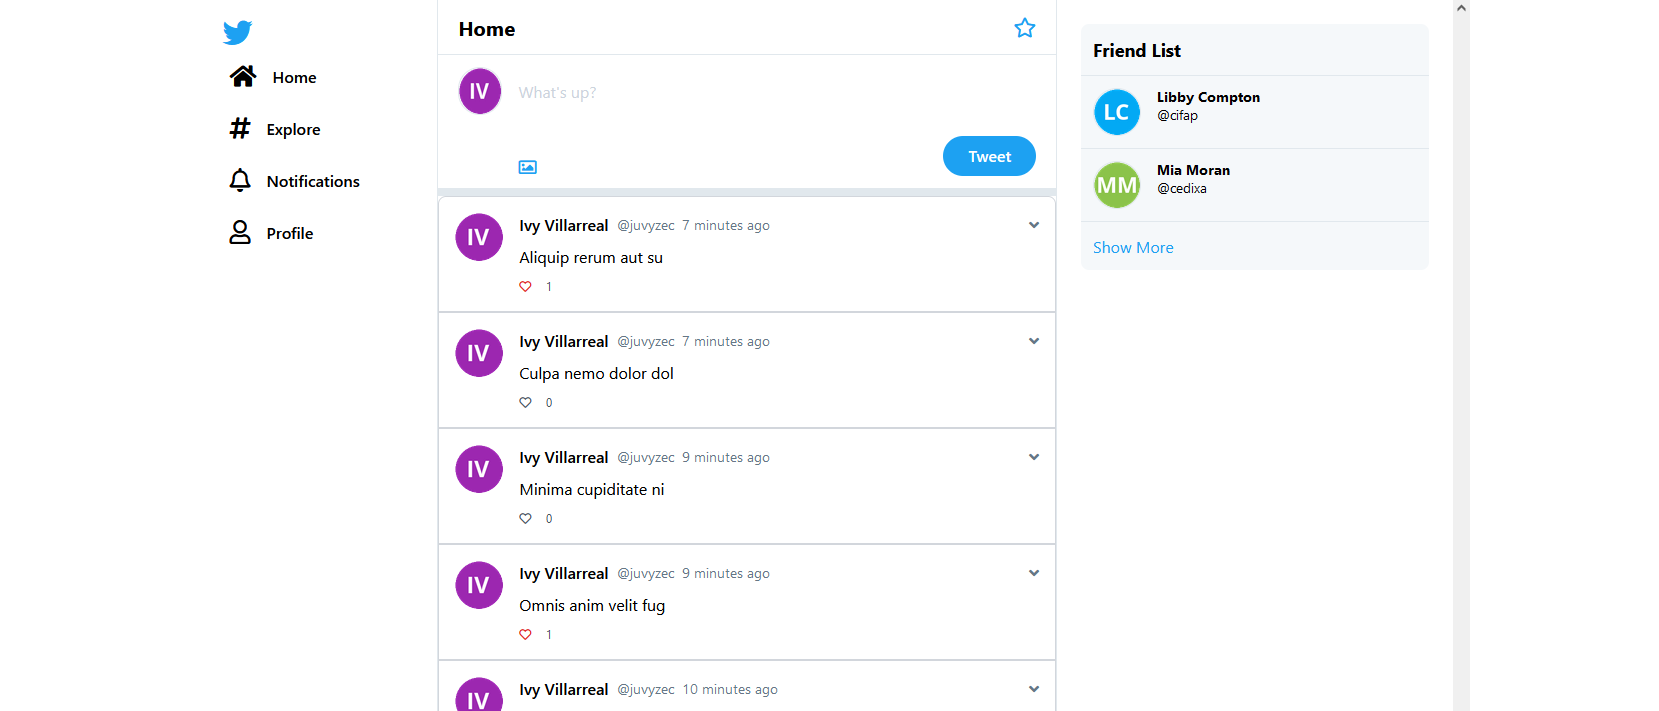 Home
Explore
Notifications
Profile
Home
IV
What's up?
Tweet
IV
Ivy Villarreal @juvyzec 7 minutes ago
Aliquip rerum aut su
1
IV
Ivy Villarreal @juvyzec 7 minutes ago
Culpa nemo dolor dol
0
IV
Ivy Villarreal @juvyzec 9 minutes ago
Minima cupiditate ni
0
IV
Ivy Villarreal @juvyzec 9 minutes ago
Omnis anim velit fug
1
IV
Ivy Villarreal @juvyzec 10 minutes ago
Friend List
LC
Libby Compton
@cifap
MM
Mia Moran
@cedixa
Show More